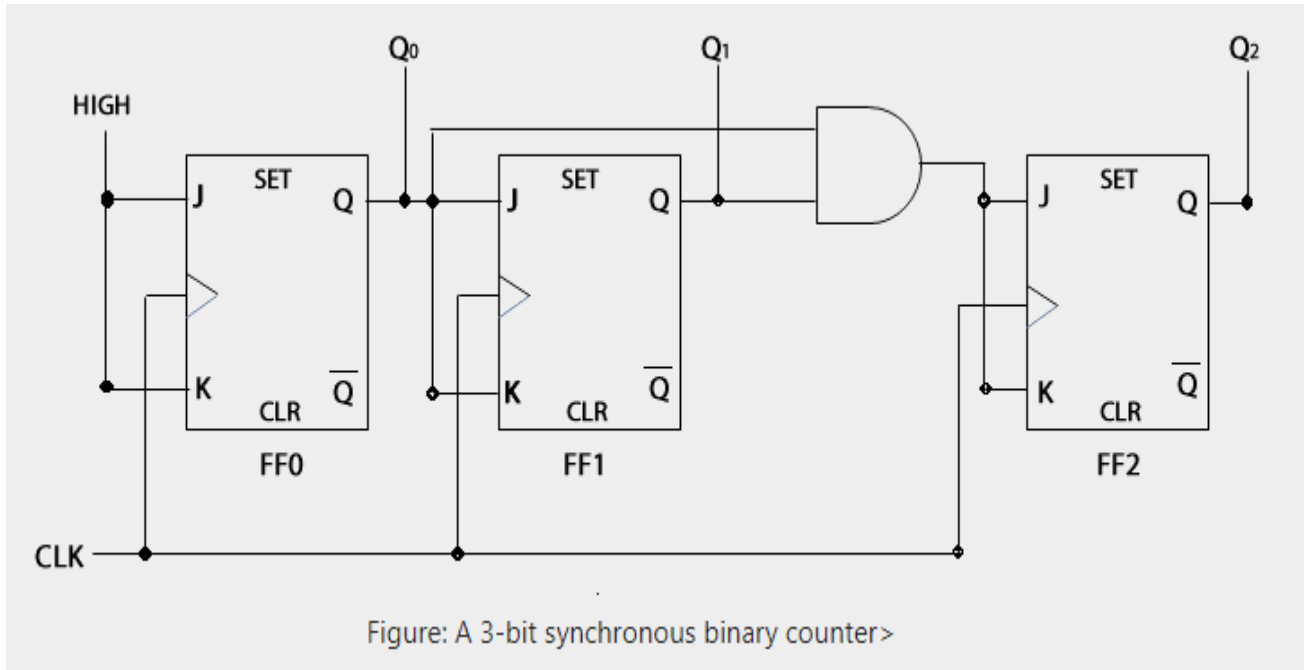 Q0 Q1 Q2
HIGH
SET SET SET
J Q J Q J Q
K Q K Q K Q
CLR CLR CLR
FF0 FF1 FF2
CLK
Figure: A 3-bit synchronous binary counter>